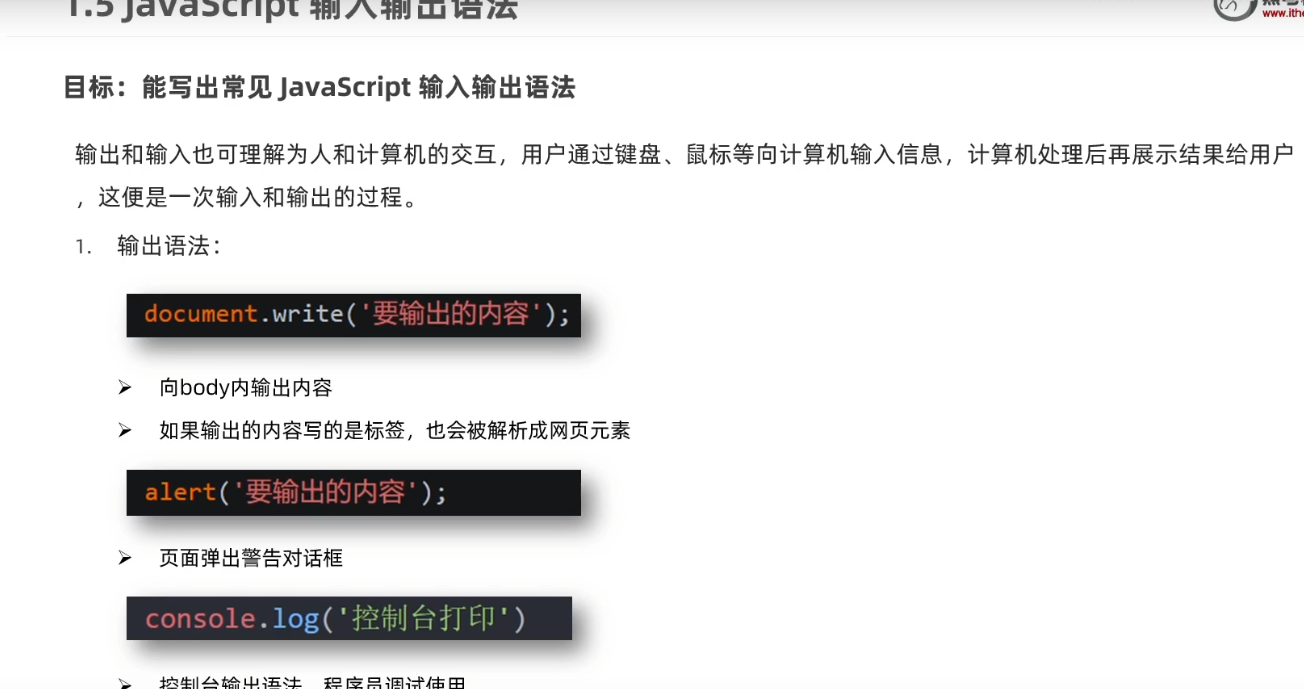 1.5 JavaScript 输入输出语法
www.ithe
目标：能写出常见 JavaScript 输入输出语法
输出和输入也可理解为人和计算机的交互，用户通过键盘、鼠标等向计算机输入信息，计算机处理后再展示结果给用户
，这便是一次输入和输出的过程。
1. 输出语法：
document.write('要输出的内容');
➢ 向body内输出内容
➢ 如果输出的内容写的是标签，也会被解析成网页元素
alert('要输出的内容');
➢ 页面弹出警告对话框
console.log('控制台打印')
➢ 控制台输出语法，程序员调试使用